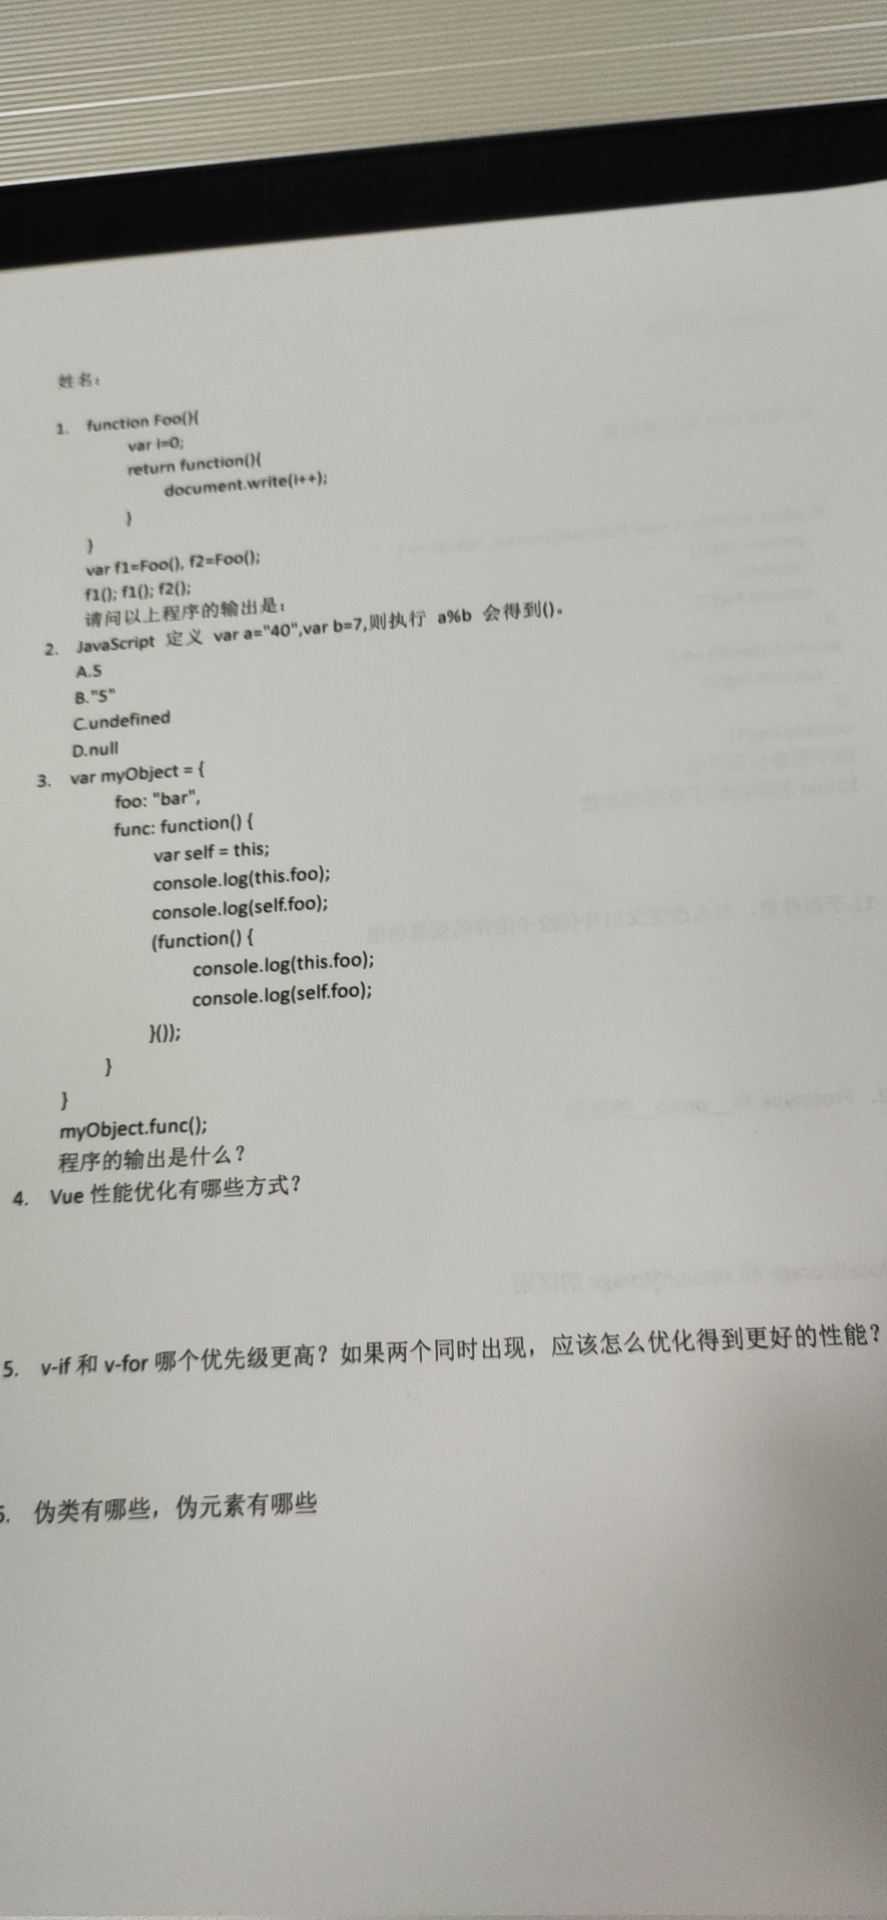 姓名：
1. function Foo(){
var i=0;
return function(){
document.write(i++);
}
}
var f1=Foo(), f2=Foo();
f1(); f1(); f2();
请问以上程序的输出是：
2. JavaScript 定义 var a="40",var b=7,则执行 a%b 会得到()。
A.5
B."5"
C.undefined
D.null
3. var myObject = {
foo: "bar",
func: function() {
var self = this;
console.log(this.foo);
console.log(self.foo);
(function() {
console.log(this.foo);
console.log(self.foo);
}());
}
}
myObject.func();
程序的输出是什么？
4. Vue 性能优化有哪些方式？
5. v-if 和 v-for 哪个优先级更高？如果两个同时出现，应该怎么优化得到更好的性能？
伪类有哪些，伪元素有哪些